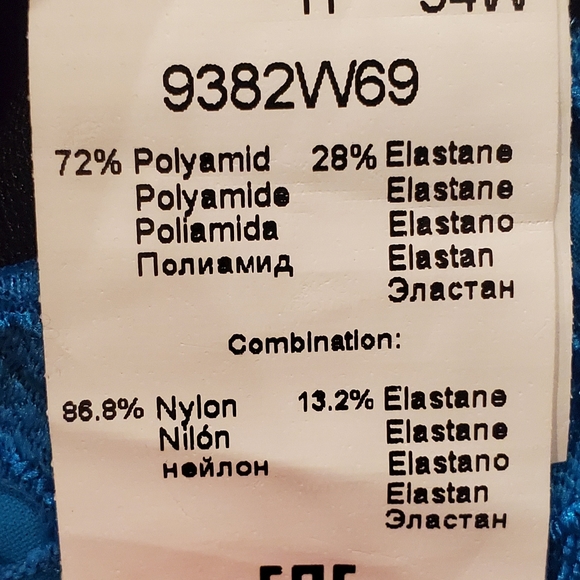 9382W69
72% Polyamid 28% Elastane
Polyamide Elastane
Poliamida Elastano
Полиамид Elastan
Эластан
Combination:
86.8% Nylon 13.2% Elastane
Nilón Elastane
нейлон Elastano
Elastan
Эластан